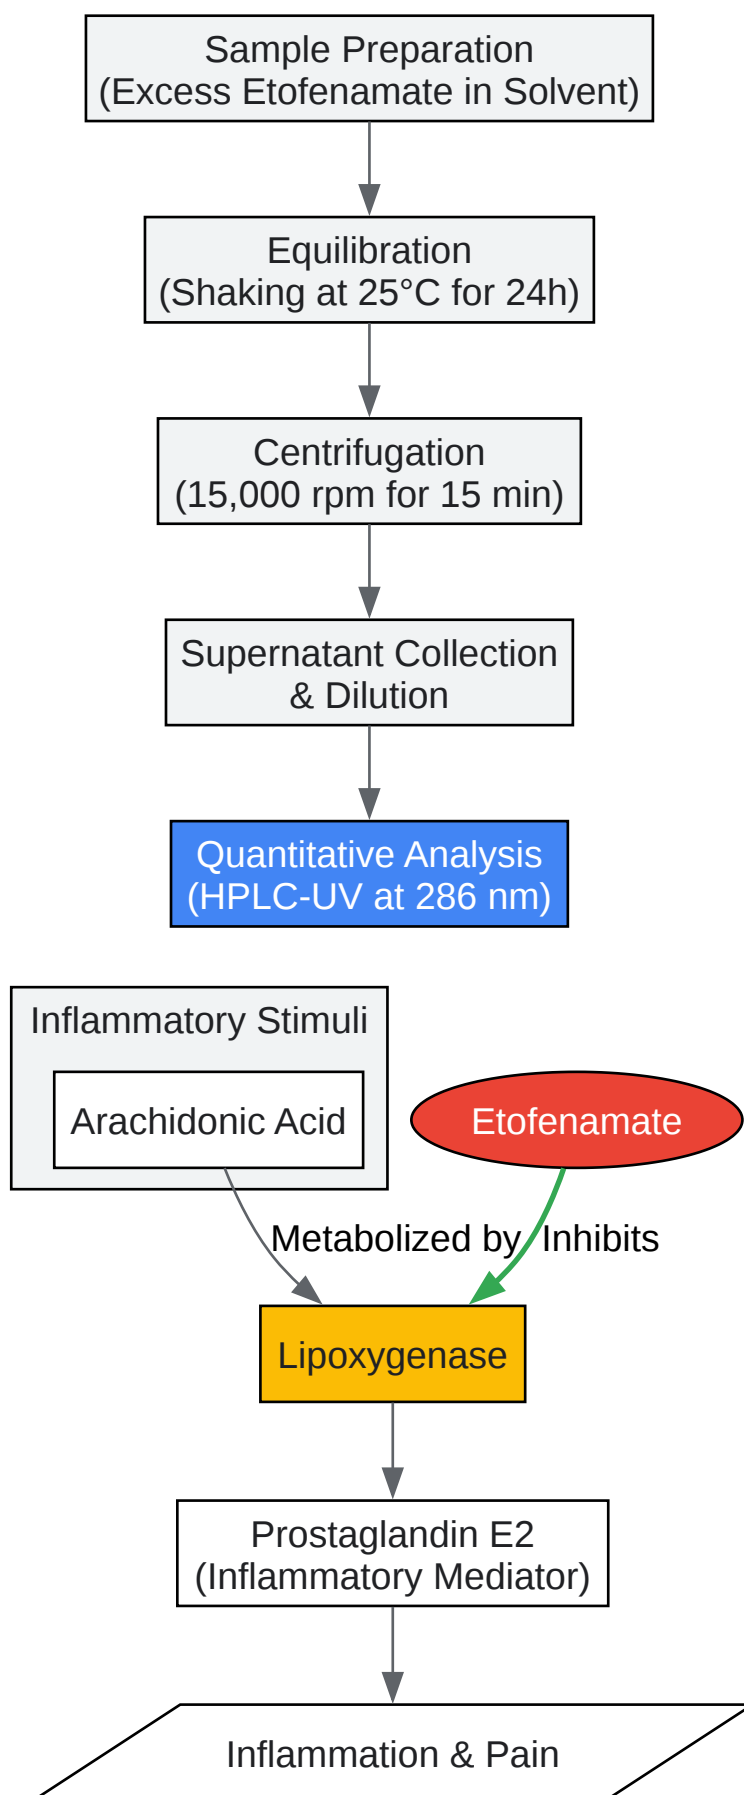 Sample Preparation
(Excess Etofenamate in Solvent)
Equilibration
(Shaking at 25°C for 24h)
Centrifugation
(15,000 rpm for 15 min)
Supernatant Collection
& Dilution
Quantitative Analysis
(HPLC-UV at 286 nm)
Inflammatory Stimuli
Arachidonic Acid
Etofenamate
Metabolized by
Inhibits
Lipoxygenase
Prostaglandin E2
(Inflammatory Mediator)
Inflammation & Pain